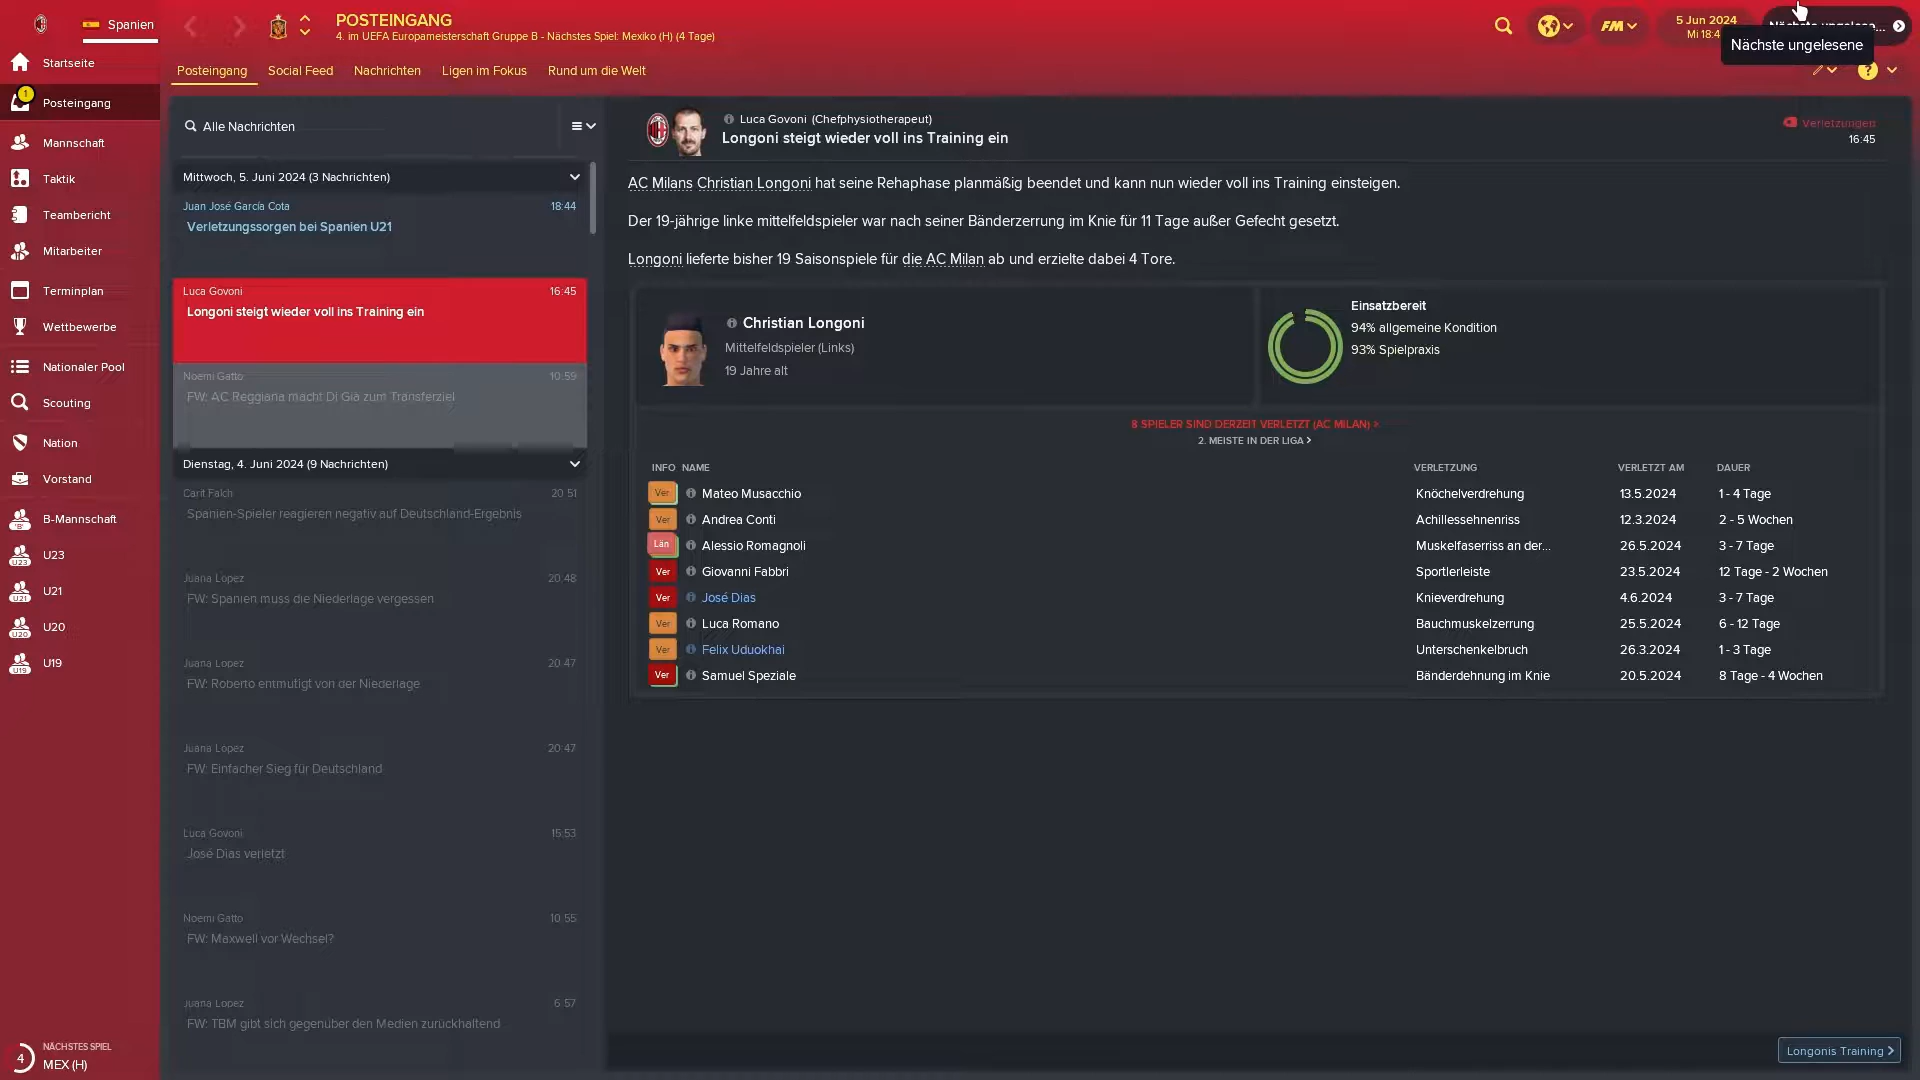 Spanien
POSTEINGANG
4. im UEFA Europameisterschaft Gruppe B - Nächstes Spiel: Mexiko (H) (4 Tage)
FM
5 Jun 2024
Mi 18:4
Nächste ungelesene
Startseite
1
Posteingang
Mannschaft
Taktik
Teambericht
Mitarbeiter
Terminplan
Wettbewerbe
Nationaler Pool
Scouting
Nation
Vorstand
B-Mannschaft
U23
U21
U20
U19
4
NÄCHSTES SPIEL
MEX (H)
Posteingang
Social Feed
Nachrichten
Ligen im Fokus
Rund um die Welt
?
Alle Nachrichten
Mittwoch, 5. Juni 2024 (3 Nachrichten)
Juan José García Cota 18:44
Verletzungssorgen bei Spanien U21
Luca Govoni 16:45
Longoni steigt wieder voll ins Training ein
Noemi Gatto 10:59
FW: AC Reggiana macht Di Già zum Transferziel
Dienstag, 4. Juni 2024 (9 Nachrichten)
Carit Falch 20:51
Spanien-Spieler reagieren negativ auf Deutschland-Ergebnis
Juana Lopez 20:48
FW: Spanien muss die Niederlage vergessen
Juana Lopez 20:47
FW: Roberto entmutigt von der Niederlage
Juana Lopez 20:47
FW: Einfacher Sieg für Deutschland
Luca Govoni 15:53
José Dias verletzt
Noemi Gatto 10:55
FW: Maxwell vor Wechsel?
Juana Lopez 6:57
FW: TBM gibt sich gegenüber den Medien zurückhaltend
Luca Govoni (Chefphysiotherapeut)
Longoni steigt wieder voll ins Training ein
Verletzungen
16:45
AC Milans Christian Longoni hat seine Rehaphase planmäßig beendet und kann nun wieder voll ins Training einsteigen.
Der 19-jährige linke mittelfeldspieler war nach seiner Bänderzerrung im Knie für 11 Tage außer Gefecht gesetzt.
Longoni lieferte bisher 19 Saisonspiele für die AC Milan ab und erzielte dabei 4 Tore.
Christian Longoni
Mittelfeldspieler (Links)
19 Jahre alt
Einsatzbereit
94% allgemeine Kondition
93% Spielpraxis
8 SPIELER SIND DERZEIT VERLETZT (AC MILAN) >
2. MEISTE IN DER LIGA >
INFO NAME VERLETZUNG VERLETZT AM DAUER
Ver Mateo Musacchio Knöchelverdrehung 13.5.2024 1 - 4 Tage
Ver Andrea Conti Achillessehnenriss 12.3.2024 2 - 5 Wochen
Län Alessio Romagnoli Muskelfaserriss an der... 26.5.2024 3 - 7 Tage
Ver Giovanni Fabbri Sportlerleiste 23.5.2024 12 Tage - 2 Wochen
Ver José Dias Knieverdrehung 4.6.2024 3 - 7 Tage
Ver Luca Romano Bauchmuskelzerrung 25.5.2024 6 - 12 Tage
Ver Felix Uduokhai Unterschenkelbruch 26.3.2024 1 - 3 Tage
Ver Samuel Speziale Bänderdehnung im Knie 20.5.2024 8 Tage - 4 Wochen
Longonis Training >